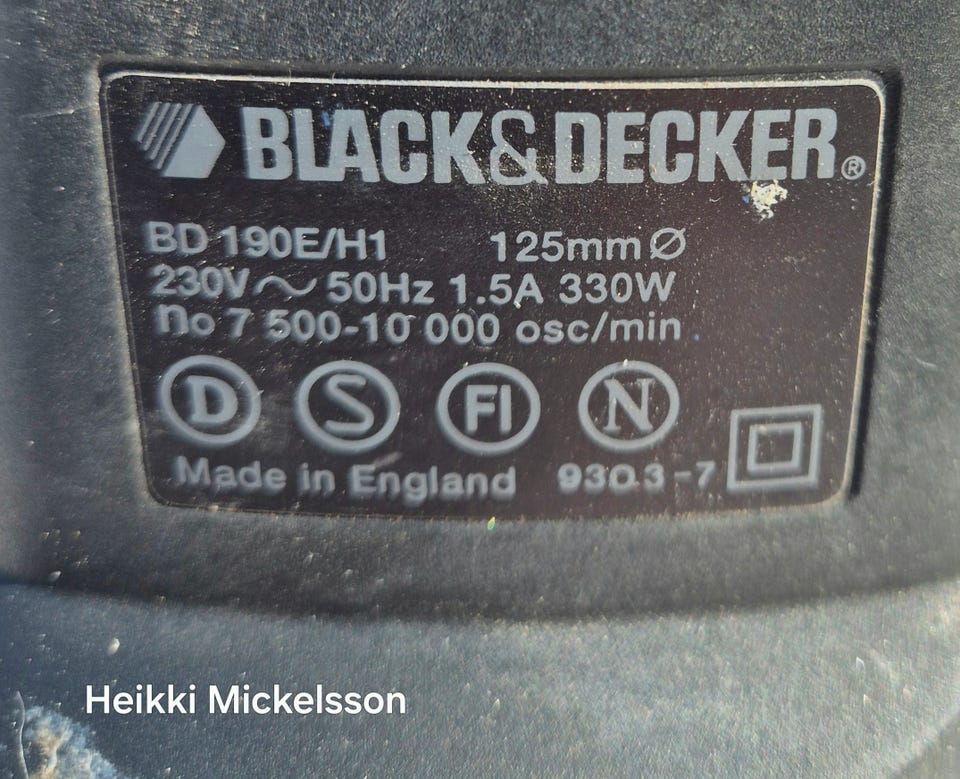 BLACK&DECKER®
BD 190E/H1 125mm Ø
230V ~ 50Hz 1.5A 330W
no 7 500-10 000 osc/min
D S FI N
Made in England 9303-7
Heikki Mickelsson